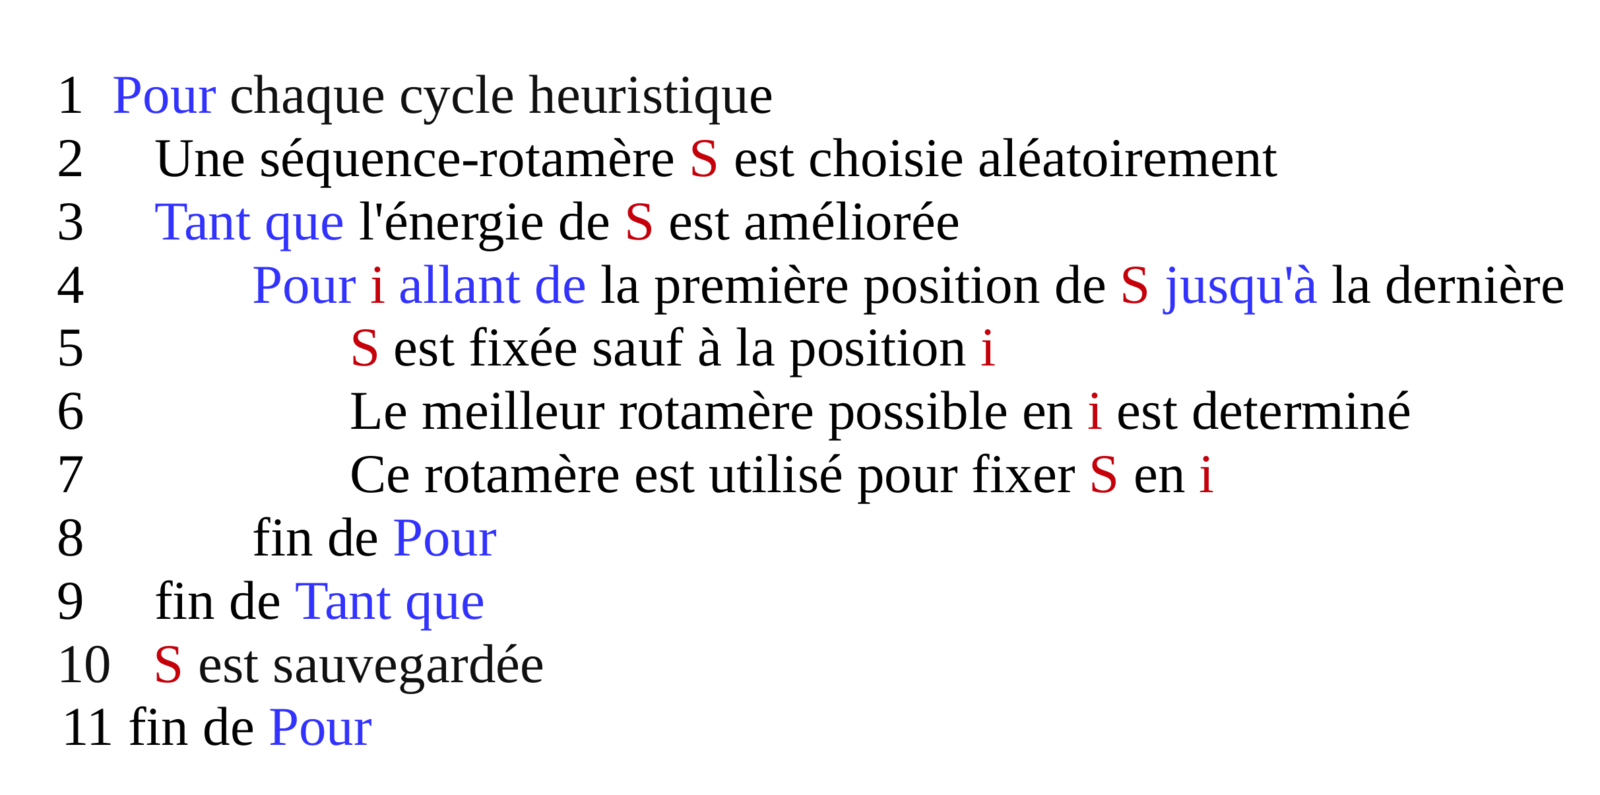 1 Pour chaque cycle heuristique
2 Une séquence-rotamère S est choisie aléatoirement
3 Tant que l'énergie de S est améliorée
4 Pour i allant de la première position de S jusqu'à la dernière
5 S est fixée sauf à la position i
6 Le meilleur rotamère possible en i est determiné
7 Ce rotamère est utilisé pour fixer S en i
8 fin de Pour
9 fin de Tant que
10 S est sauvegardée
11 fin de Pour